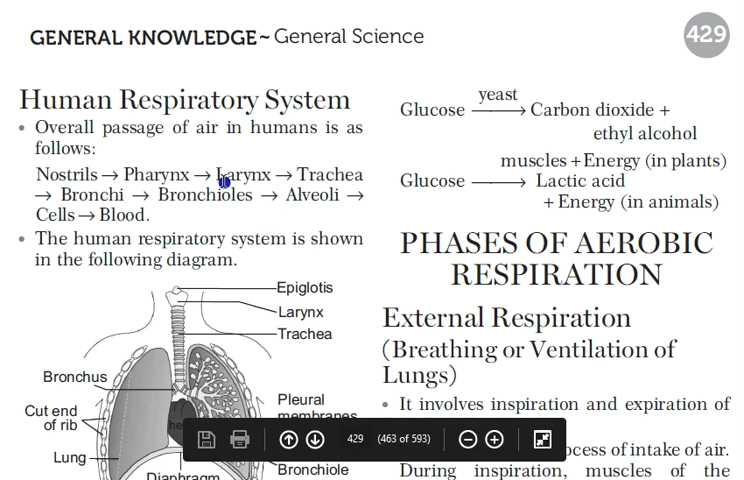 GENERAL KNOWLEDGE~ General Science
429
Human Respiratory System
• Overall passage of air in humans is as
follows:
Nostrils → Pharynx → Larynx → Trachea
→ Bronchi → Bronchioles → Alveoli →
Cells → Blood.
• The human respiratory system is shown
in the following diagram.
Epiglotis
Larynx
Trachea
Bronchus
Cut end
of rib
Lung
Pleural
membranes
Bronchiole
Diaphragm
yeast
Glucose → Carbon dioxide +
ethyl alcohol
muscles + Energy (in plants)
Glucose → Lactic acid
+ Energy (in animals)
PHASES OF AEROBIC
RESPIRATION
External Respiration
(Breathing or Ventilation of
Lungs)
• It involves inspiration and expiration of
of intake of air.
During inspiration, muscles of the
429 (463 of 593)